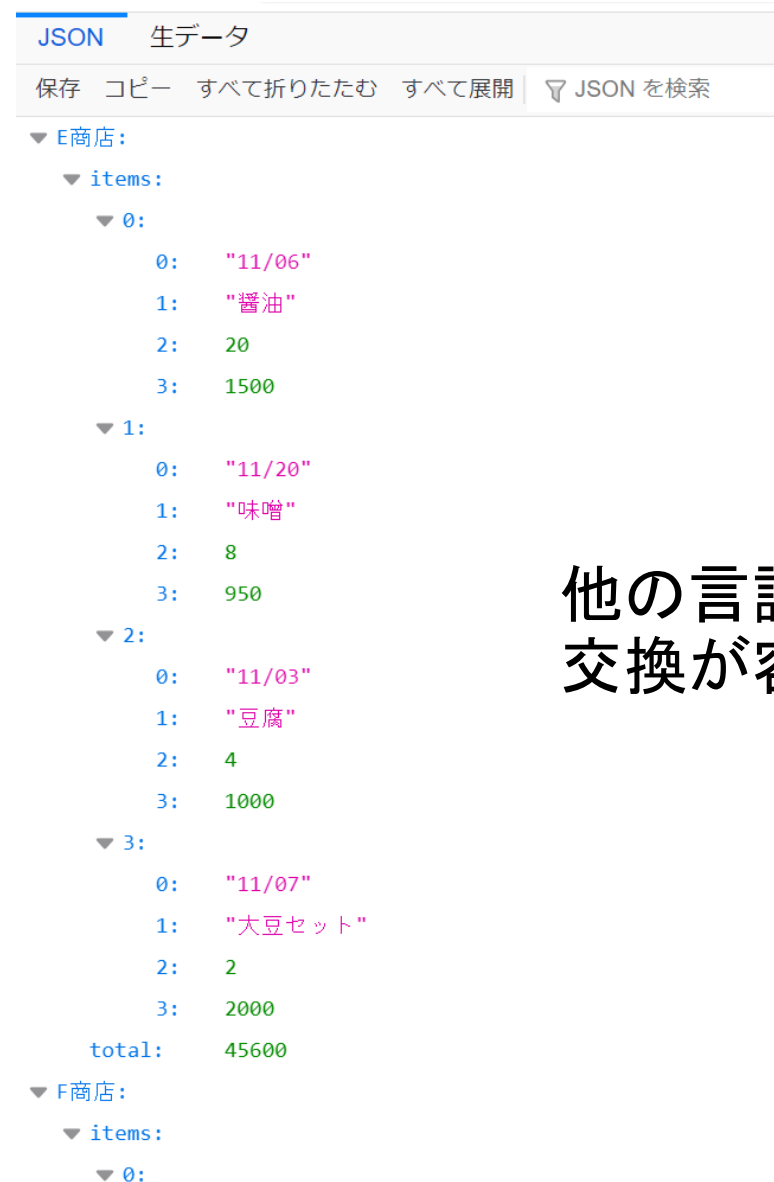 JSON 生データ
保存 コピー すべて折りたたむ すべて展開 JSON を検索
E商店:
items:
0:
0: "11/06"
1: "醤油"
2: 20
3: 1500
1:
0: "11/20"
1: "味噌"
2: 8
3: 950
2:
0: "11/03"
1: "豆腐"
2: 4
3: 1000
3:
0: "11/07"
1: "大豆セット"
2: 2
3: 2000
total: 45600
F商店:
items:
0:
他の言
交換が